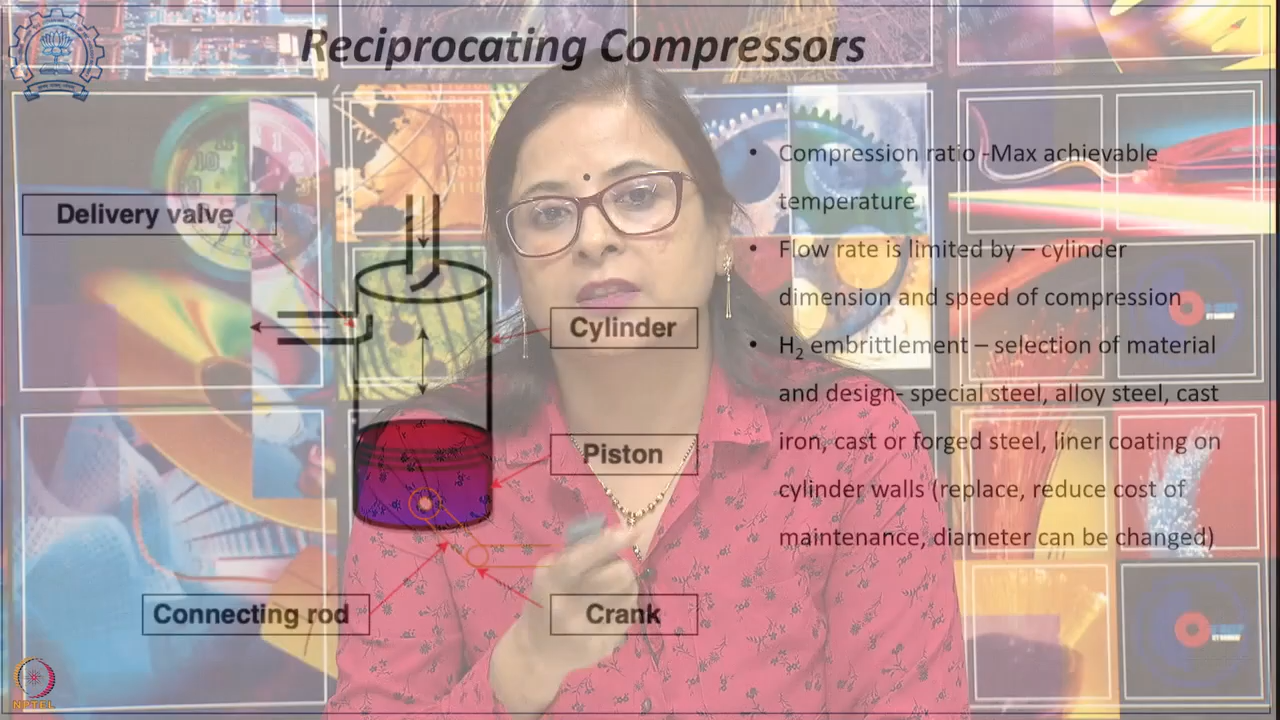 Reciprocating Compressors
Delivery valve
Cylinder
Piston
Connecting rod
Crank
• Compression ratio -Max achievable
temperature
• Flow rate is limited by – cylinder
dimension and speed of compression
• H₂ embrittlement – selection of material
and design- special steel, alloy steel, cast
iron, cast or forged steel, liner coating on
cylinder walls (replace, reduce cost of
maintenance, diameter can be changed)
NPTEL